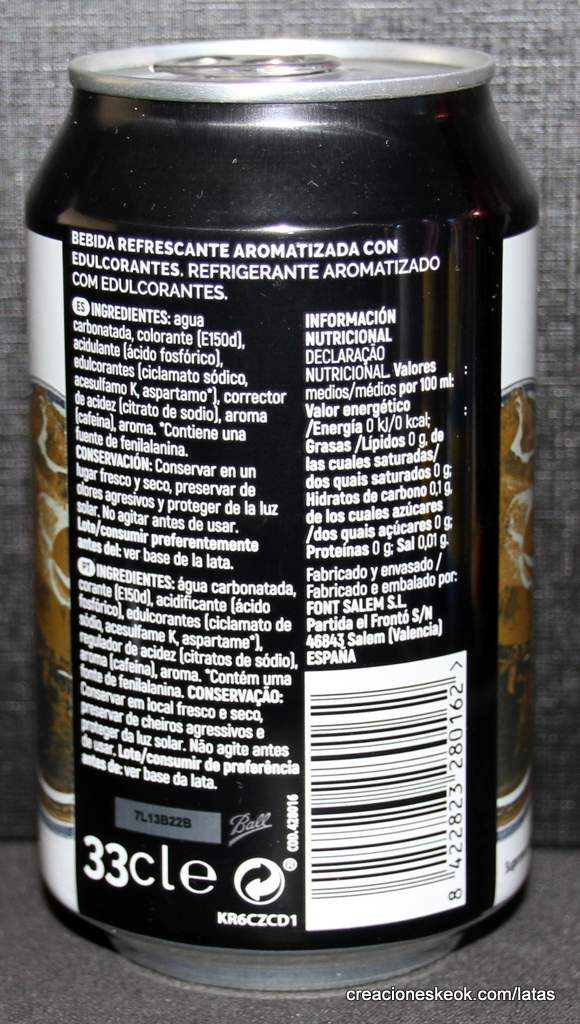 BEBIDA REFRESCANTE AROMATIZADA CON
EDULCORANTES. REFRIGERANTE AROMATIZADO
COM EDULCORANTES.
ES INGREDIENTES: agua
carbonatada, colorante (E150d),
acidulante (ácido fosfórico),
edulcorantes (ciclamato sódico,
acesulfamo K, aspartamo*), corrector
de acidez (citrato de sodio), aroma
(cafeína), aroma. *Contiene una
fuente de fenilalanina.
CONSERVACIÓN: Conservar en un
lugar fresco y seco, preservar de
olores agresivos y proteger de la luz
solar. No agitar antes de usar.
Lote/consumir preferentemente
antes del: ver base de la lata.
PT INGREDIENTES: água carbonatada,
corante (E150d), acidificante (ácido
fosfórico), edulcorantes (ciclamato de
sódio, acesulfame K, aspartame*),
regulador de acidez (citratos de sódio),
aroma (cafeína), aroma. *Contém uma
fonte de fenilalanina. CONSERVAÇÃO:
Conservar em local fresco e seco,
preservar de cheiros agressivos e
proteger da luz solar. Não agite antes
de usar. Lote/consumir de preferência
antes de: ver base da lata.
INFORMACIÓN
NUTRICIONAL
DECLARAÇÃO
NUTRICIONAL. Valores
medios/médios por 100 ml:
Valor energético
/Energía 0 kJ/0 kcal;
Grasas /Lípidos 0 g, de
las cuales saturadas/
dos quais saturados 0 g;
Hidratos de carbono 0,1 g,
de los cuales azúcares
/dos quais açúcares 0 g;
Proteínas 0 g; Sal 0,01 g.
Fabricado y envasado /
Fabricado e embalado por:
FONT SALEM S.L.
Partida el Frontó S/N
46843 Salem (Valencia)
ESPAÑA
8 422823 280162 >
7L13B22B
Ball
COD.428016
33cle
®
KR6CZCD1
creacioneskeok.com/latas